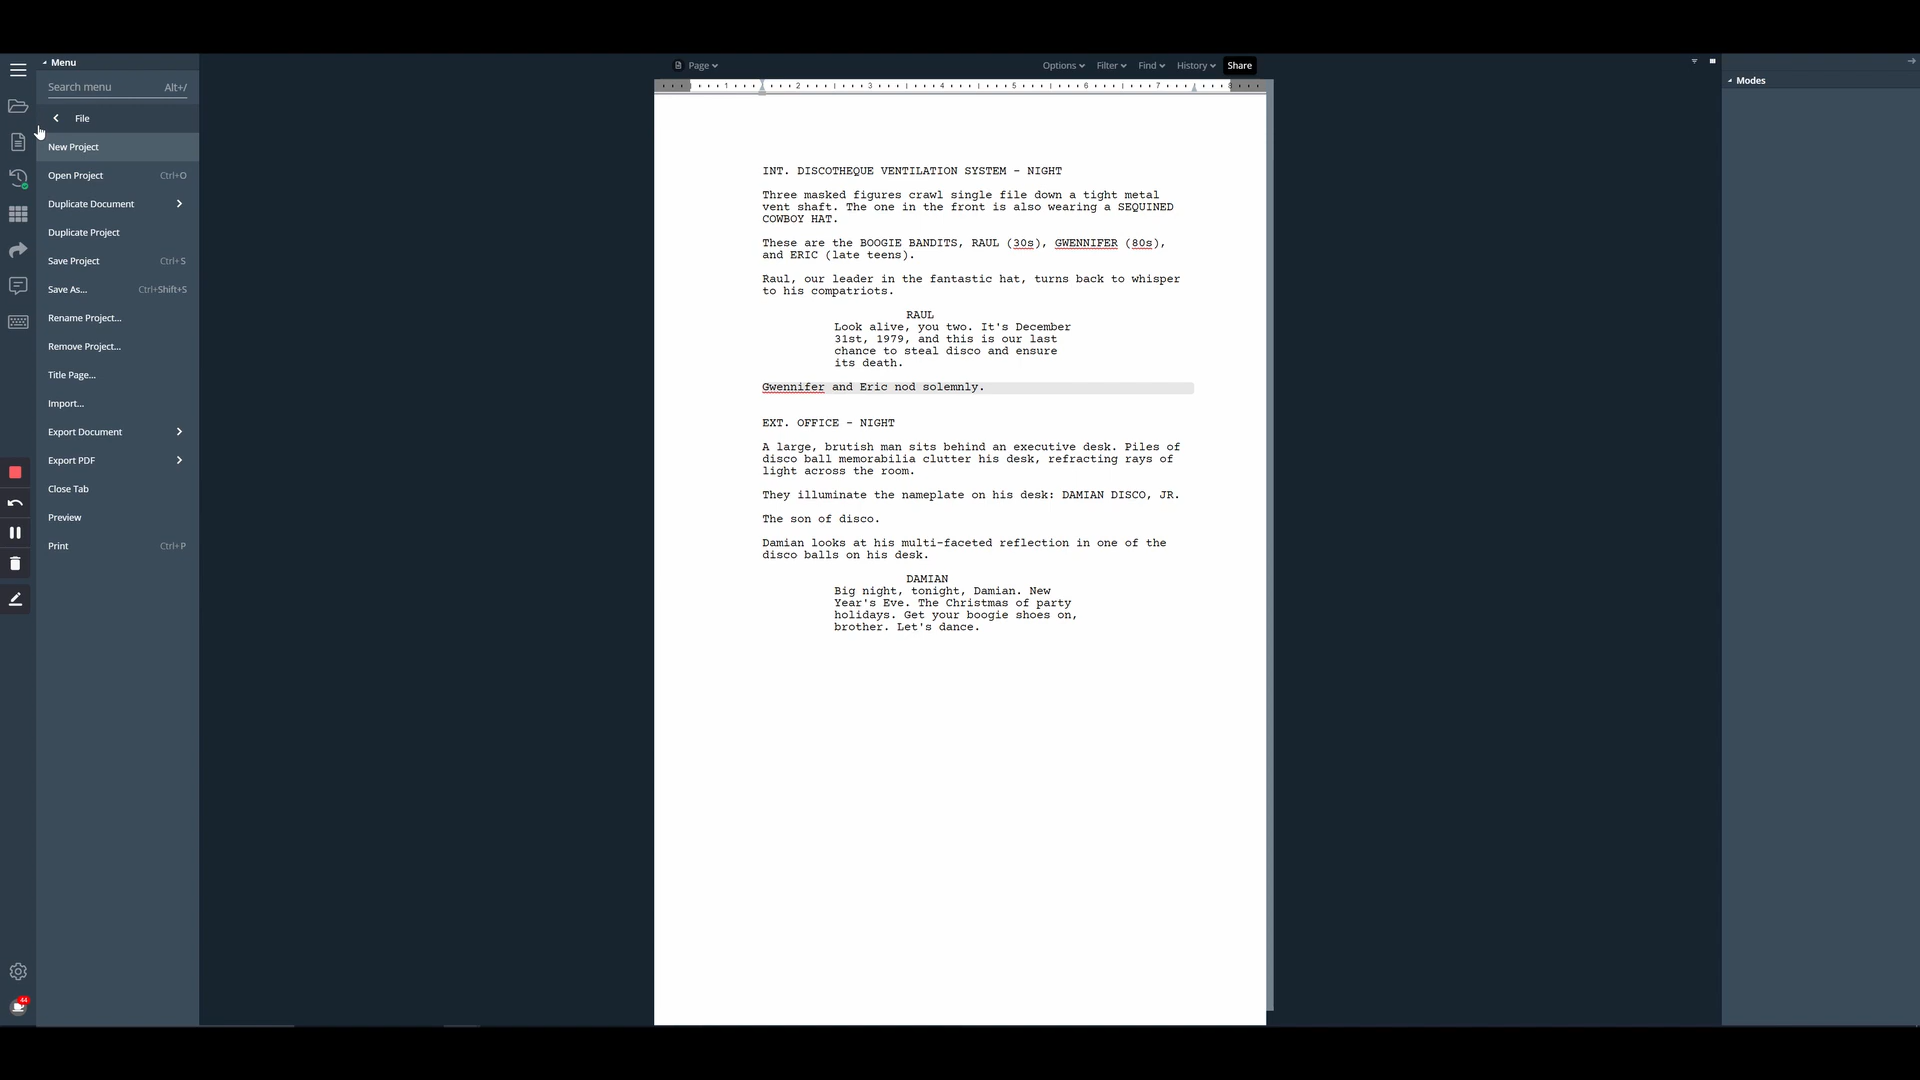 Menu
Search menu Alt+/
File
New Project
Open Project Ctrl+O
Duplicate Document
Duplicate Project
Save Project Ctrl+S
Save As... Ctrl+Shift+S
Rename Project...
Remove Project...
Title Page...
Import...
Export Document
Export PDF
Close Tab
Preview
Print Ctrl+P
44
Page Options Filter Find History Share
1 2 3 4 5 6 7 8
INT. DISCOTHEQUE VENTILATION SYSTEM - NIGHT
Three masked figures crawl single file down a tight metal
vent shaft. The one in the front is also wearing a SEQUINED
COWBOY HAT.
These are the BOOGIE BANDITS, RAUL (30s), GWENNIFER (80s),
and ERIC (late teens).
Raul, our leader in the fantastic hat, turns back to whisper
to his compatriots.
RAUL
Look alive, you two. It's December
31st, 1979, and this is our last
chance to steal disco and ensure
its death.
Gwennifer and Eric nod solemnly.
EXT. OFFICE - NIGHT
A large, brutish man sits behind an executive desk. Piles of
disco ball memorabilia clutter his desk, refracting rays of
light across the room.
They illuminate the nameplate on his desk: DAMIAN DISCO, JR.
The son of disco.
Damian looks at his multi-faceted reflection in one of the
disco balls on his desk.
DAMIAN
Big night, tonight, Damian. New
Year's Eve. The Christmas of party
holidays. Get your boogie shoes on,
brother. Let's dance.
Modes